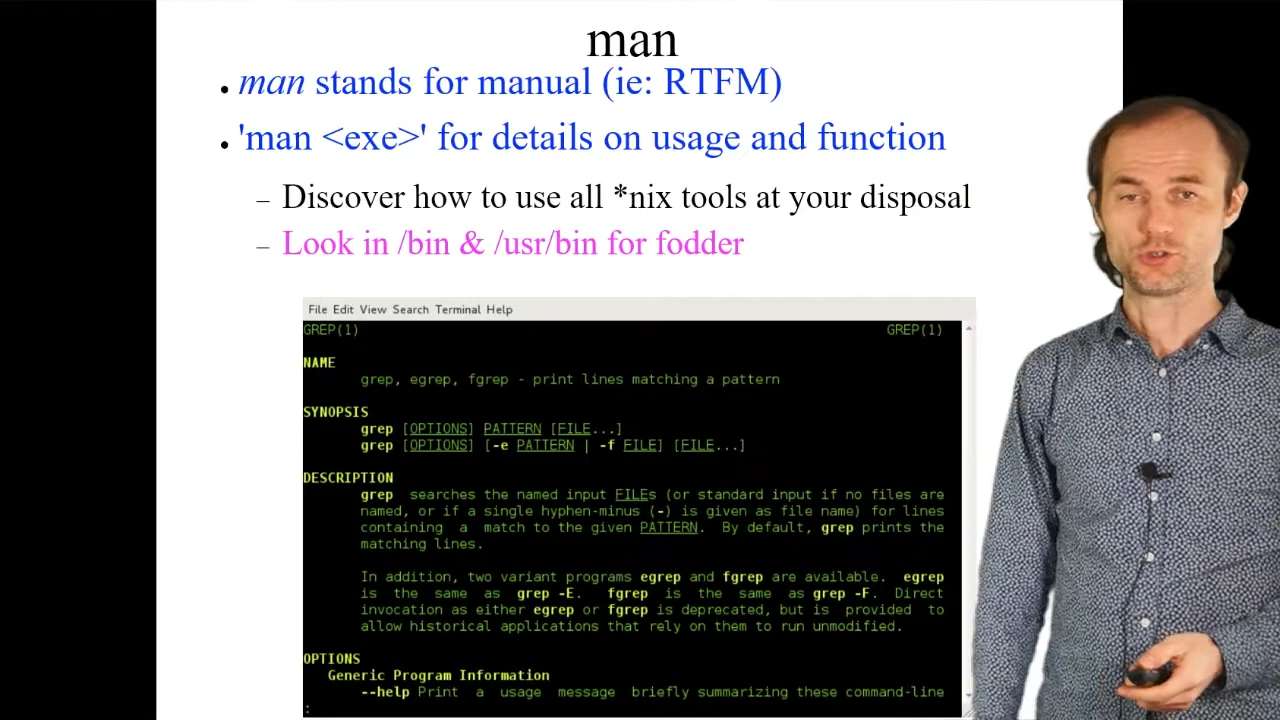 man
• man stands for manual (ie: RTFM)
• 'man <exe>' for details on usage and function
– Discover how to use all *nix tools at your disposal
– Look in /bin & /usr/bin for fodder
File Edit View Search Terminal Help
GREP(1) GREP(1)
NAME
grep, egrep, fgrep - print lines matching a pattern
SYNOPSIS
grep [OPTIONS] PATTERN [FILE...]
grep [OPTIONS] [-e PATTERN | -f FILE] [FILE...]
DESCRIPTION
grep searches the named input FILEs (or standard input if no files are
named, or if a single hyphen-minus (-) is given as file name) for lines
containing a match to the given PATTERN. By default, grep prints the
matching lines.
In addition, two variant programs egrep and fgrep are available. egrep
is the same as grep -E. fgrep is the same as grep -F. Direct
invocation as either egrep or fgrep is deprecated, but is provided to
allow historical applications that rely on them to run unmodified.
OPTIONS
Generic Program Information
--help Print a usage message briefly summarizing these command-line
: